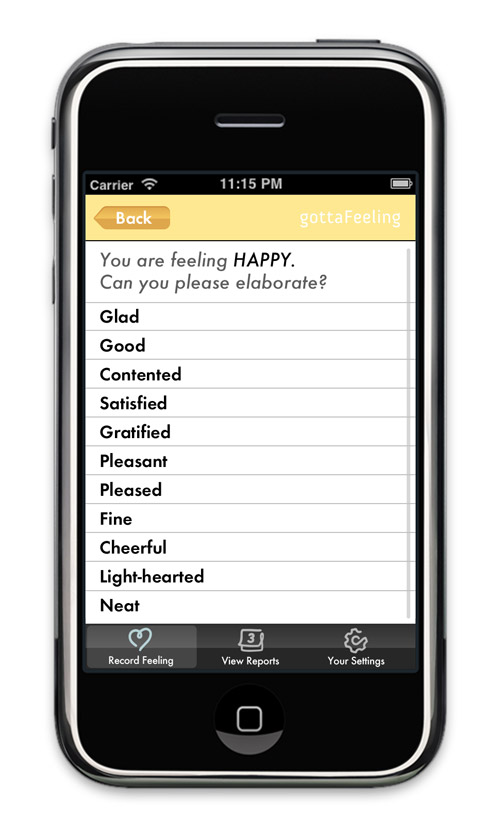 Carrier 11:15 PM
Back gottaFeeling
You are feeling HAPPY.
Can you please elaborate?
Glad
Good
Contented
Satisfied
Gratified
Pleasant
Pleased
Fine
Cheerful
Light-hearted
Neat
3
Record Feeling View Reports Your Settings